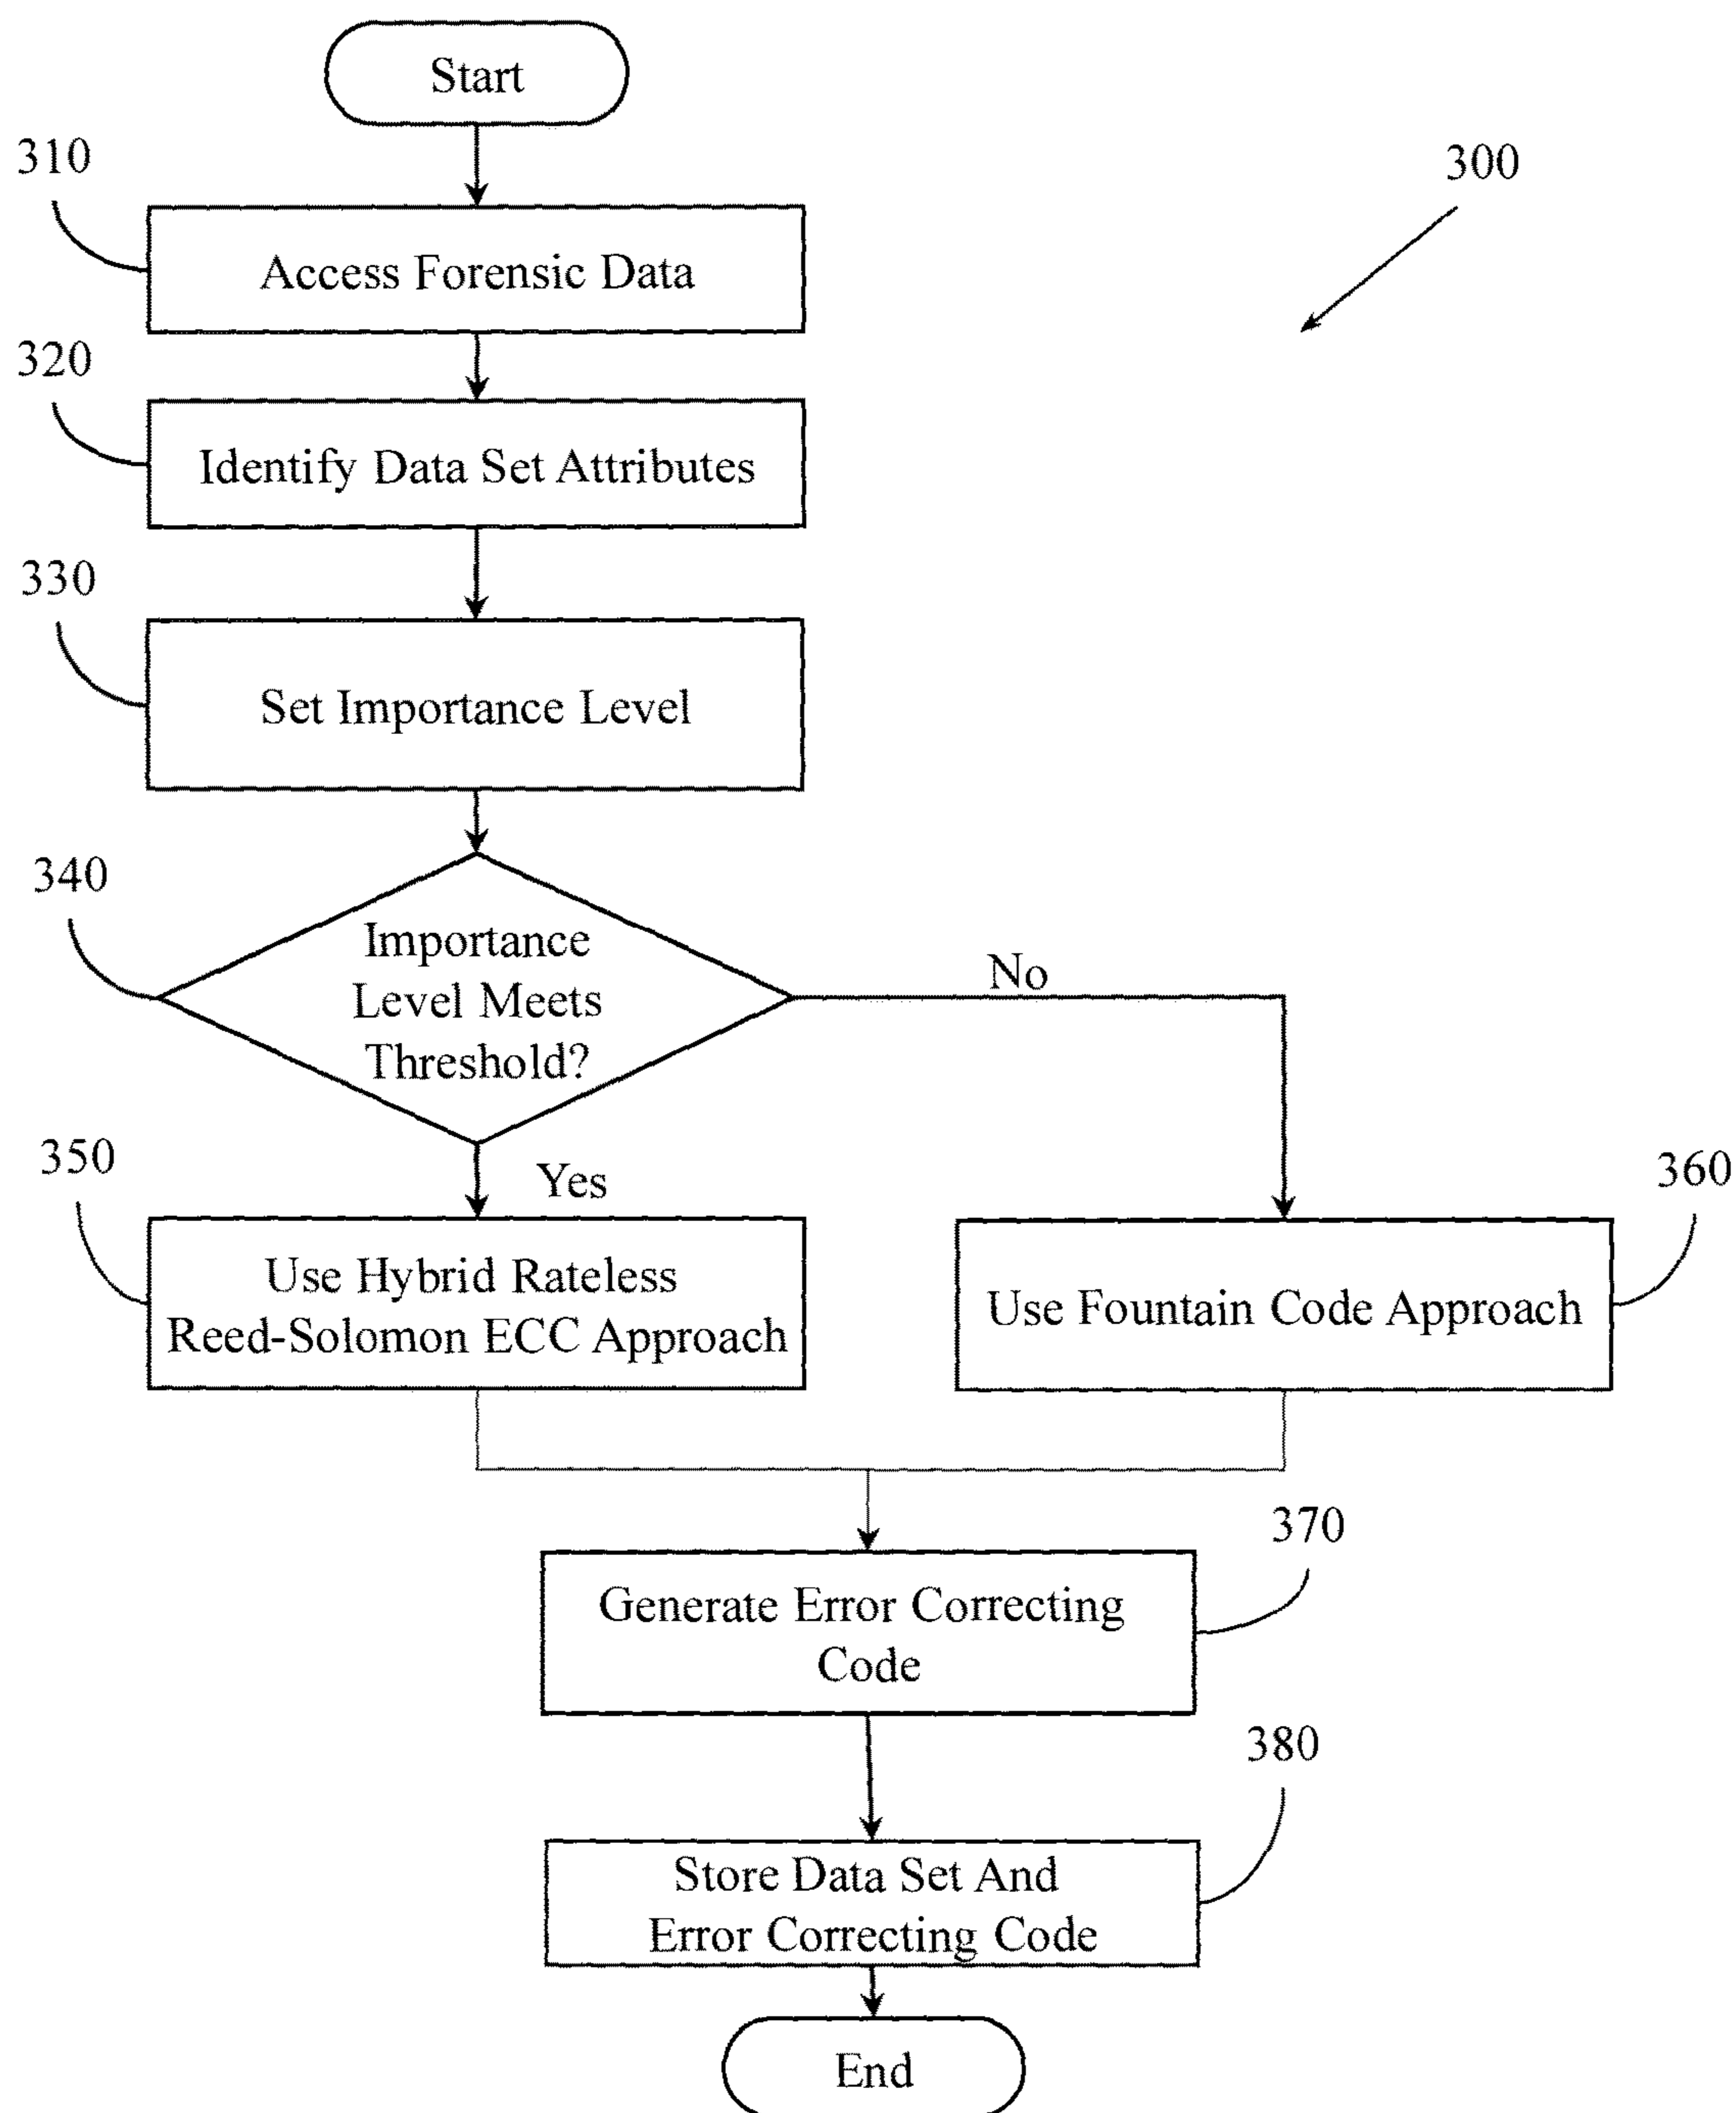 Start
310
300
Access Forensic Data
320
Identify Data Set Attributes
330
Set Importance Level
340
Importance
Level Meets
Threshold?
No
Yes
350
360
Use Hybrid Rateless
Reed-Solomon ECC Approach
Use Fountain Code Approach
370
Generate Error Correcting
Code
380
Store Data Set And
Error Correcting Code
End